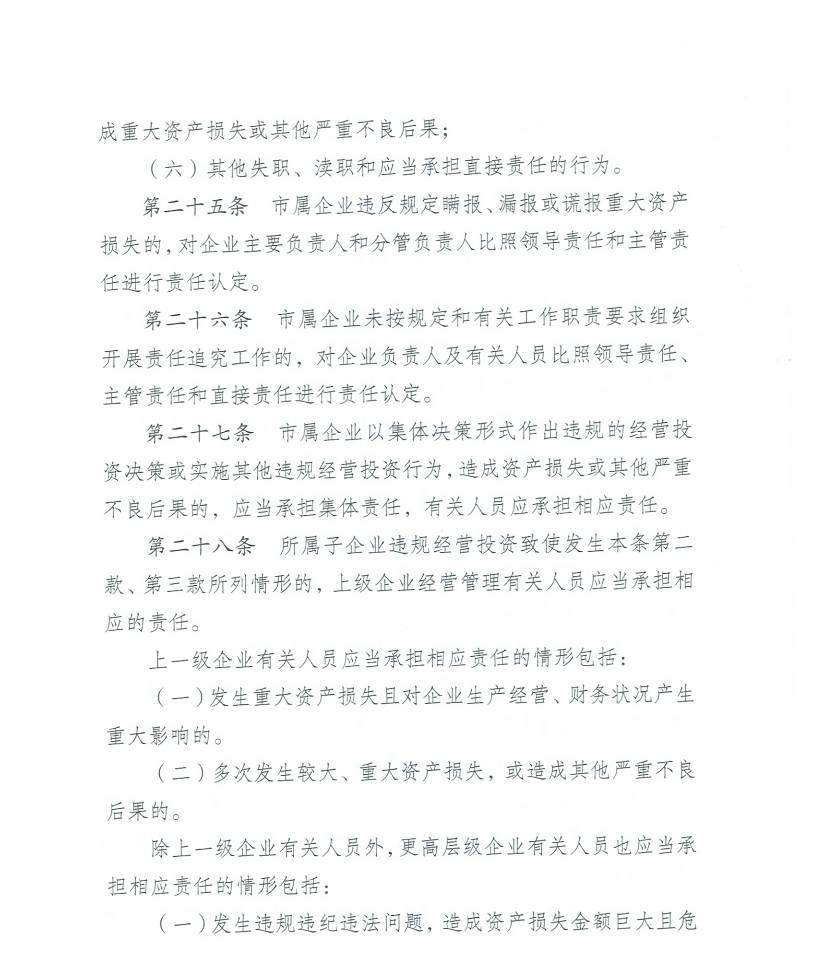 成重大资产损失或其他严重不良后果；
（六）其他失职、渎职和应当承担直接责任的行为。
第二十五条　市属企业违反规定瞒报、漏报或谎报重大资产
损失的，对企业主要负责人和分管负责人比照领导责任和主管责
任进行责任认定。
第二十六条　市属企业未按规定和有关工作职责要求组织
开展责任追究工作的，对企业负责人及有关人员比照领导责任、
主管责任和直接责任进行责任认定。
第二十七条　市属企业以集体决策形式作出违规的经营投
资决策或实施其他违规经营投资行为，造成资产损失或其他严重
不良后果的，应当承担集体责任，有关人员应承担相应责任。
第二十八条　所属子企业违规经营投资致使发生本条第二
款、第三款所列情形的，上级企业经营管理有关人员应当承担相
应的责任。
上一级企业有关人员应当承担相应责任的情形包括：
（一）发生重大资产损失且对企业生产经营、财务状况产生
重大影响的。
（二）多次发生较大、重大资产损失，或造成其他严重不良
后果的。
除上一级企业有关人员外，更高层级企业有关人员也应当承
担相应责任的情形包括：
（一）发生违规违纪违法问题，造成资产损失金额巨大且危